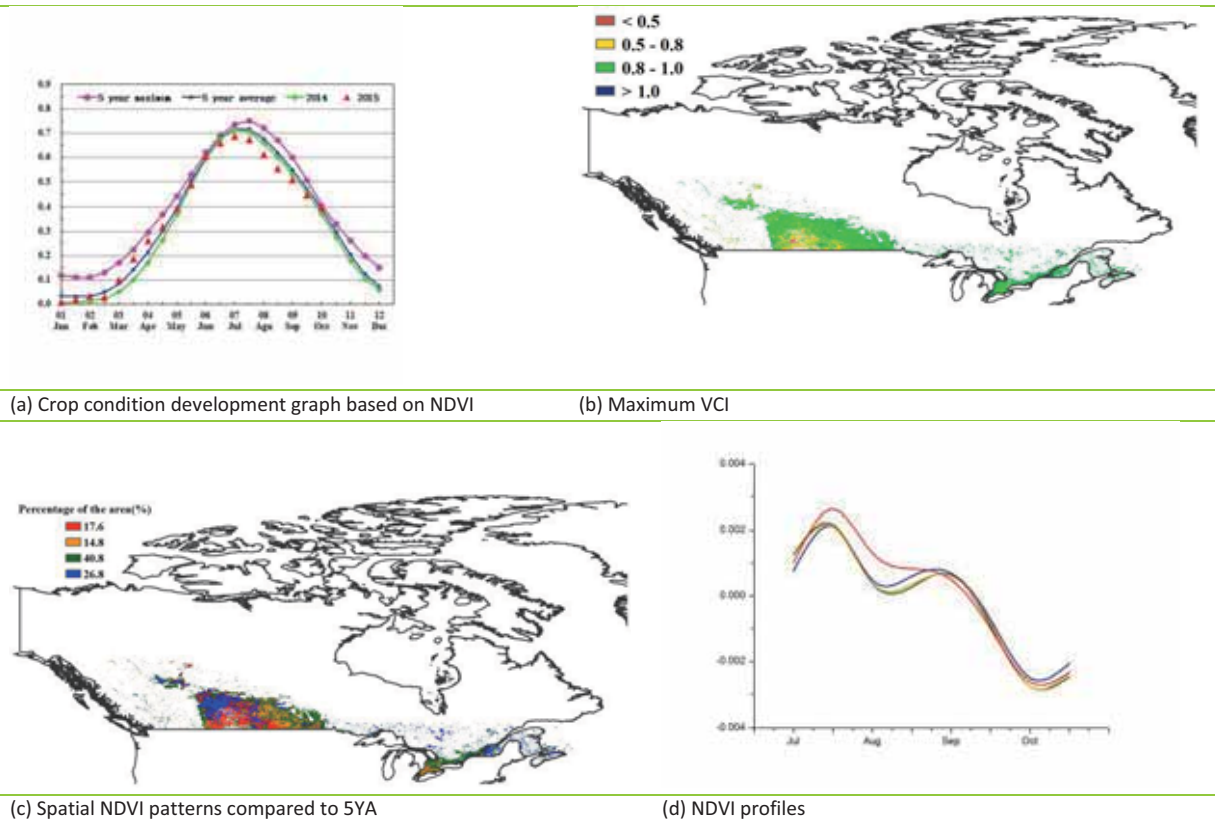 0.9
5 year maximum
5 year average
2014
2015
0.8
0.7
0.6
0.5
0.4
0.3
0.2
0.1
0.0
01 02 03 04 05 06 07 08 09 10 11 12
Jan Feb Mar Apr May Jun Jul Agu Sep Oct Nov Dec
< 0.5
0.5 - 0.8
0.8 - 1.0
> 1.0
(a) Crop condition development graph based on NDVI
(b) Maximum VCI
Percentage of the area(%)
17.6
14.8
40.8
26.8
0.004
0.002
0.000
-0.002
-0.004
Jul Aug Sep Oct
(c) Spatial NDVI patterns compared to 5YA
(d) NDVI profiles